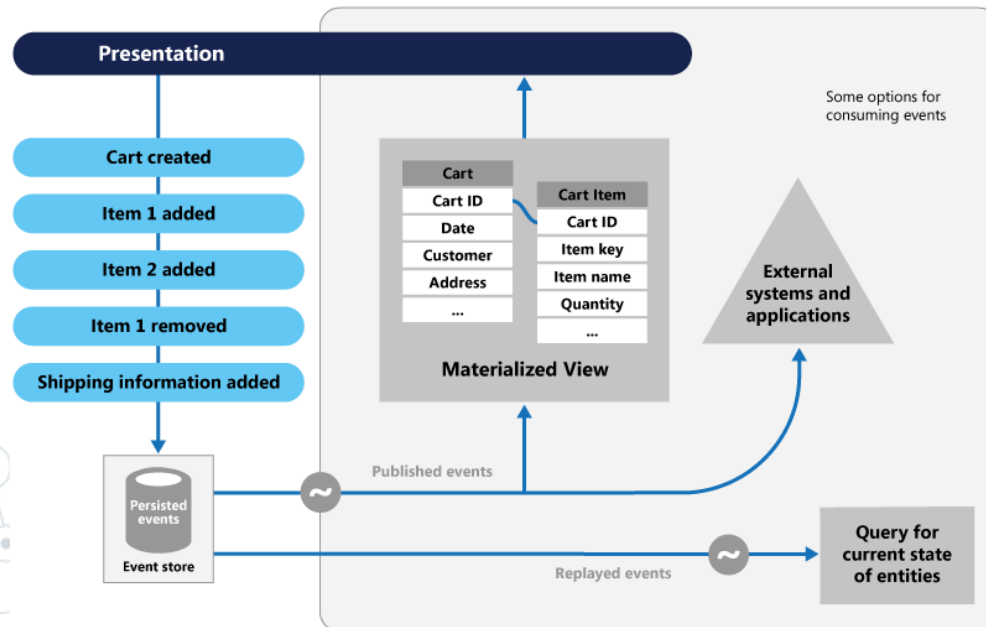 Presentation
Some options for
consuming events
Cart created
Item 1 added
Item 2 added
Item 1 removed
Shipping information added
Cart
Cart ID
Date
Customer
Address
...
Cart Item
Cart ID
Item key
Item name
Quantity
...
Materialized View
External
systems and
applications
Persisted
events
Event store
~
Published events
~
Replayed events
Query for
current state
of entities